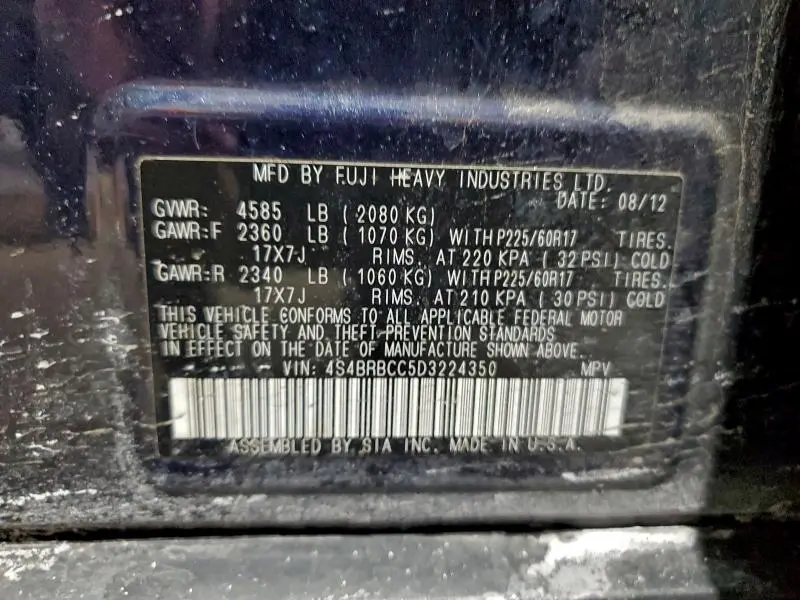 MFD BY FUJI HEAVY INDUSTRIES LTD.
DATE: 08/12
GVWR: 4585 LB (2080 KG)
GAWR:F 2360 LB (1070 KG) WITH P225/60R17 TIRES.
17X7J RIMS. AT 220 KPA (32 PSI) COLD
GAWR:R 2340 LB (1060 KG) WITH P225/60R17 TIRES.
17X7J RIMS. AT 210 KPA (30 PSI) COLD
THIS VEHICLE CONFORMS TO ALL APPLICABLE FEDERAL MOTOR
VEHICLE SAFETY AND THEFT PREVENTION STANDARDS
IN EFFECT ON THE DATE OF MANUFACTURE SHOWN ABOVE.
VIN: 4S4BRBCC5D3224350 MPV
ASSEMBLED BY SIA INC. MADE IN U.S.A.